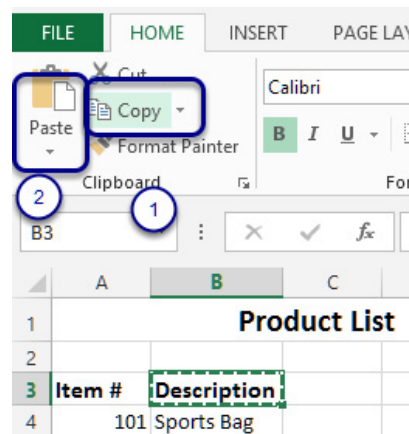 FILE HOME INSERT PAGE LAY
Cut
Copy
Paste
Format Painter
Calibri
B I U
Clipboard
For
2
1
B3
fx
A B C
1 Product List
2
3 Item # Description
4 101 Sports Bag